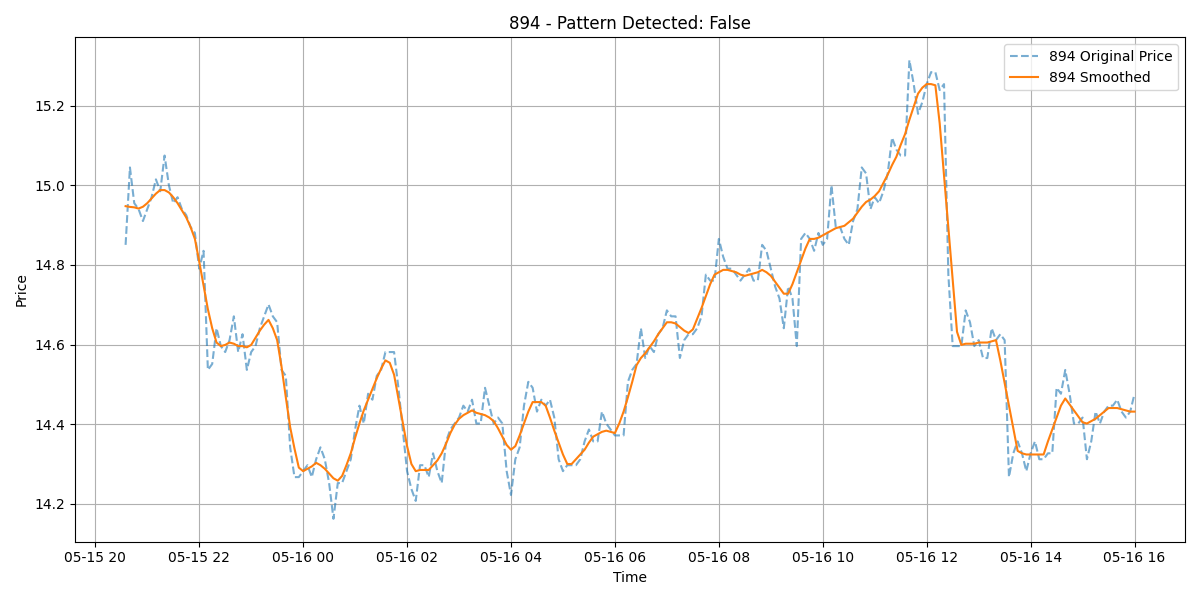 894 - Pattern Detected: False
894 Original Price
894 Smoothed
Price
15.2
15.0
14.8
14.6
14.4
14.2
05-15 20 05-15 22 05-16 00 05-16 02 05-16 04 05-16 06 05-16 08 05-16 10 05-16 12 05-16 14 05-16 16
Time